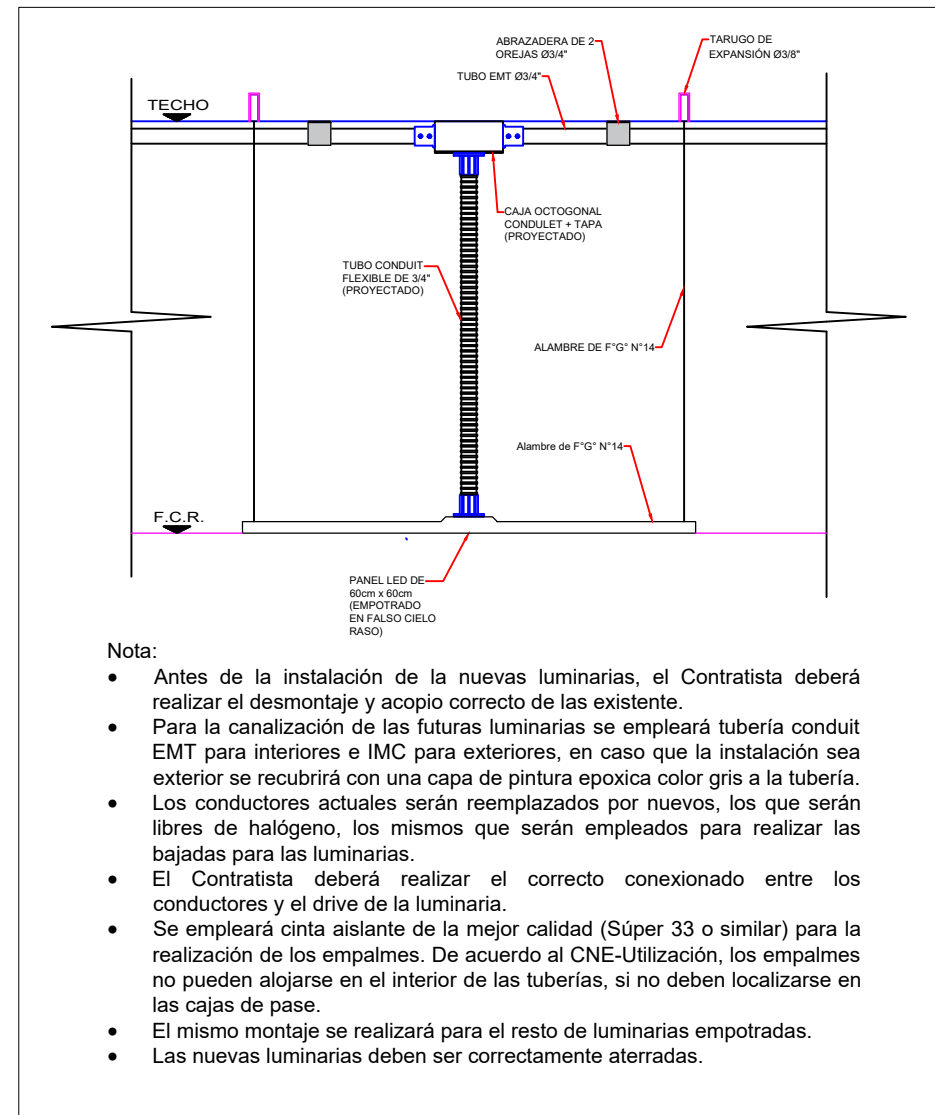 ABRAZADERA DE 2
OREJAS Ø3/4"
TARUGO DE
EXPANSIÓN Ø3/8"
TUBO EMT Ø3/4"
TECHO
CAJA OCTOGONAL
CONDULET + TAPA
(PROYECTADO)
TUBO CONDUIT
FLEXIBLE DE 3/4"
(PROYECTADO)
ALAMBRE DE F°G° N°14
Alambre de F°G° N°14
F.C.R.
PANEL LED DE
60cm x 60cm
(EMPOTRADO
EN FALSO CIELO
RASO)
Nota:
• Antes de la instalación de la nuevas luminarias, el Contratista deberá
realizar el desmontaje y acopio correcto de las existente.
• Para la canalización de las futuras luminarias se empleará tubería conduit
EMT para interiores e IMC para exteriores, en caso que la instalación sea
exterior se recubrirá con una capa de pintura epoxica color gris a la tubería.
• Los conductores actuales serán reemplazados por nuevos, los que serán
libres de halógeno, los mismos que serán empleados para realizar las
bajadas para las luminarias.
• El Contratista deberá realizar el correcto conexionado entre los
conductores y el drive de la luminaria.
• Se empleará cinta aislante de la mejor calidad (Súper 33 o similar) para la
realización de los empalmes. De acuerdo al CNE-Utilización, los empalmes
no pueden alojarse en el interior de las tuberías, si no deben localizarse en
las cajas de pase.
• El mismo montaje se realizará para el resto de luminarias empotradas.
• Las nuevas luminarias deben ser correctamente aterradas.